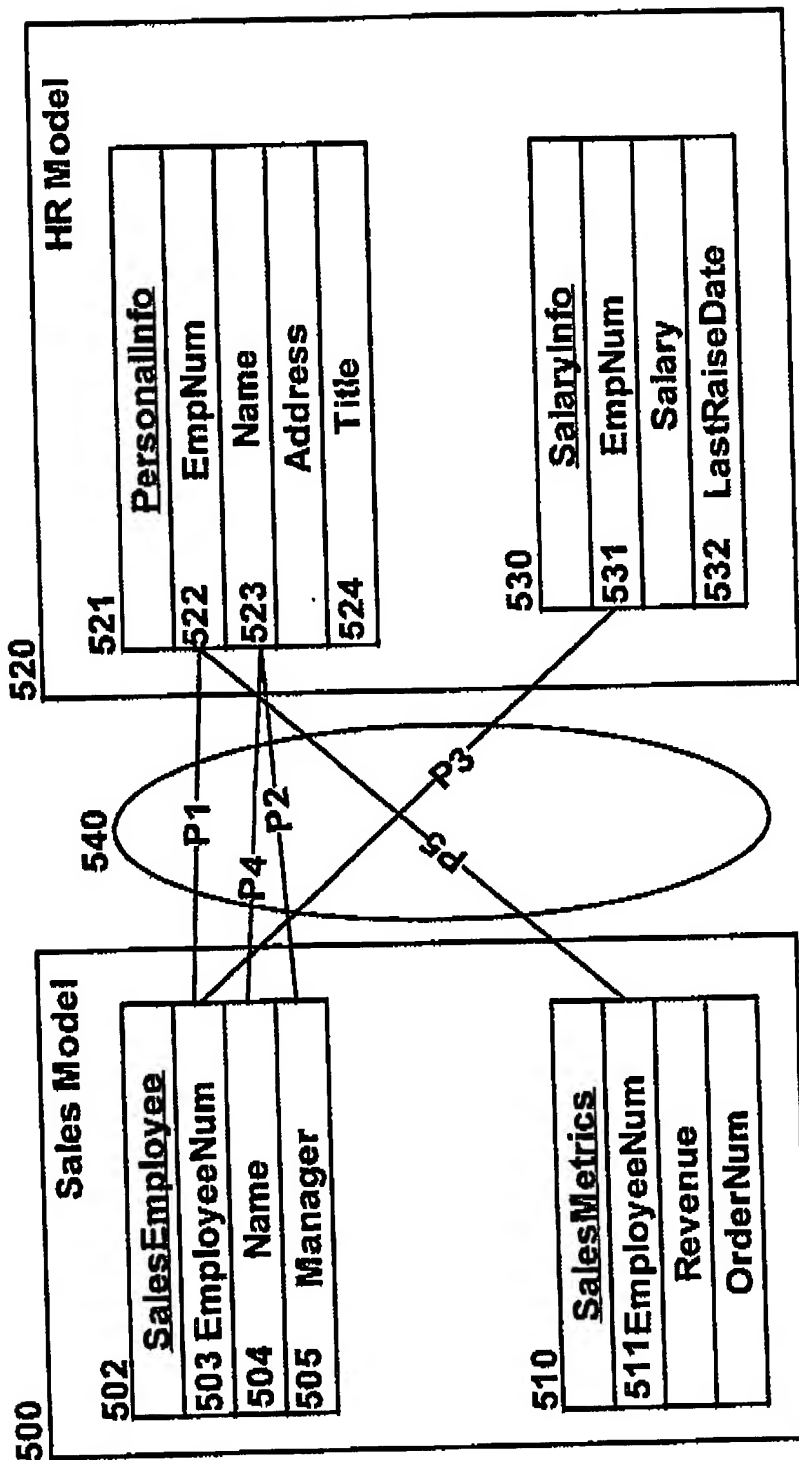 500
Sales Model
502
SalesEmployee
503 EmployeeNum
504 Name
505 Manager
510
SalesMetrics
511EmployeeNum
Revenue
OrderNum
540
P1
P4
P2
P3
P5
520
HR Model
521
PersonalInfo
522 EmpNum
523 Name
Address
524 Title
530
SalaryInfo
531 EmpNum
Salary
532 LastRaiseDate